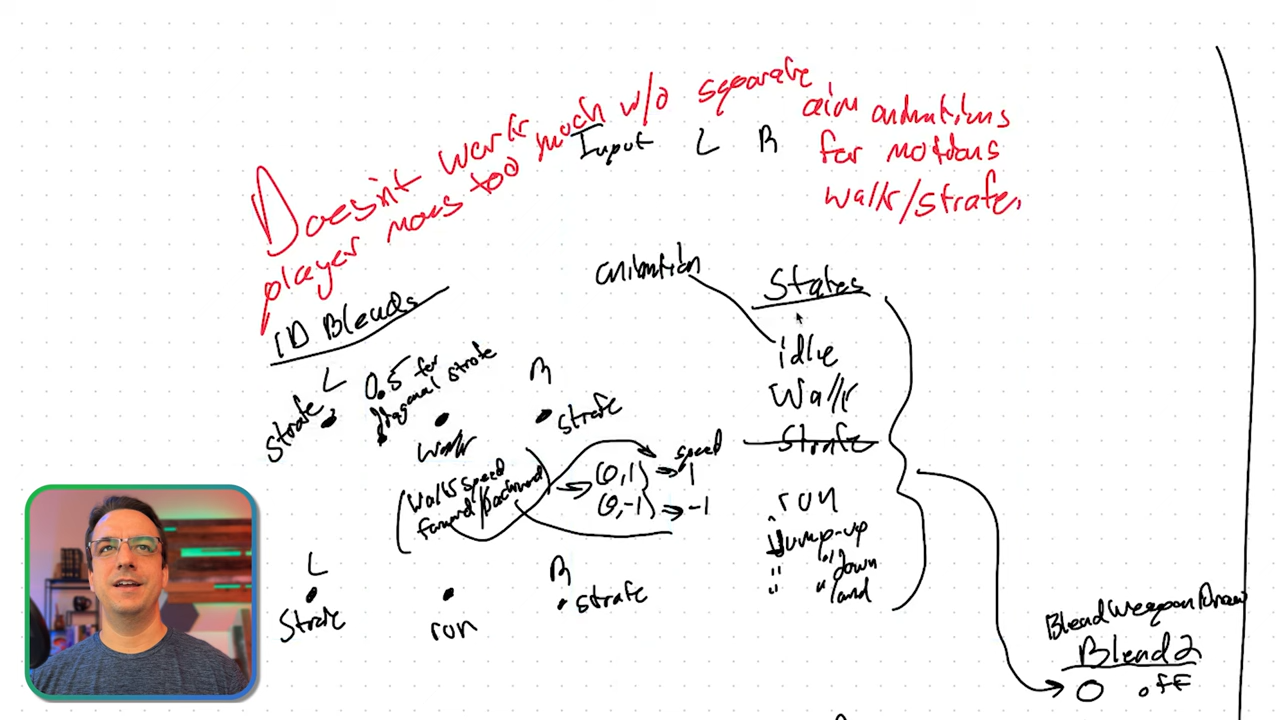 Doesn't work too much w/o separate aim animations
player moves
for motions
walk/strafe.
Input L R
animation
States
idle
Walk
Strafe
run
Jump-up
" " down
" " land
1D Blends
L
0.5 for
diagonal strafe
R
strafe
walk
strafe
(walk speed
forward/backward)
(0,1) => 1
speed
(0,-1) => -1
L
R
Strafe
run
strafe
BlendWeaponDraw
Blend2
0 off